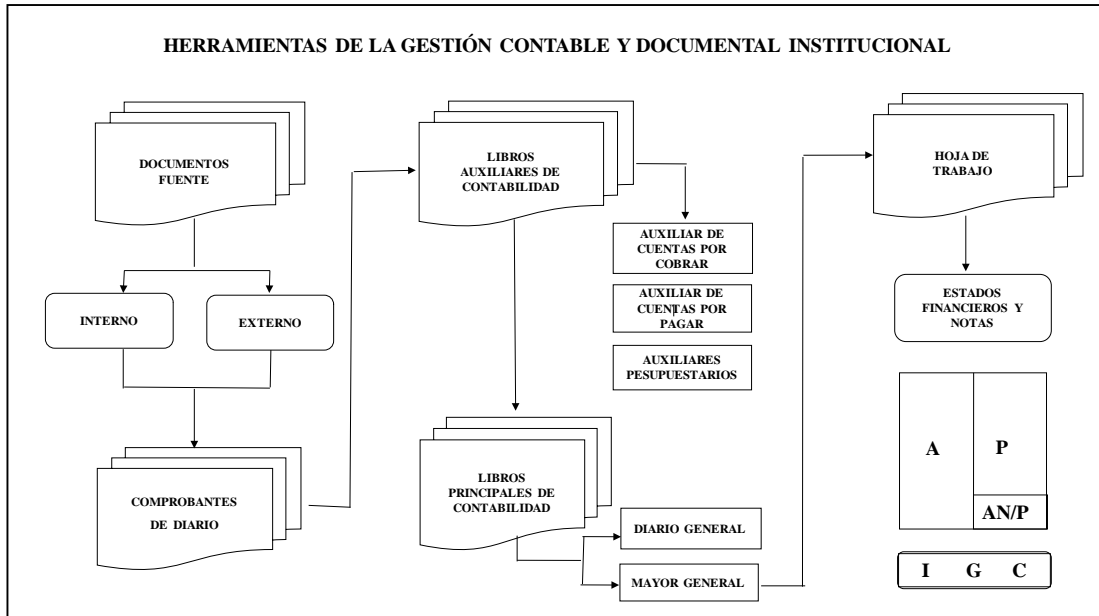 HERRAMIENTAS DE LA GESTIÓN CONTABLE Y DOCUMENTAL INSTITUCIONAL
DOCUMENTOS
FUENTE
INTERNO
EXTERNO
COMPROBANTES
DE DIARIO
LIBROS
AUXILIARES DE
CONTABILIDAD
AUXILIAR DE
CUENTAS POR
COBRAR
AUXILIAR DE
CUENTAS POR
PAGAR
AUXILIARES
PESUPUESTARIOS
LIBROS
PRINCIPALES DE
CONTABILIDAD
DIARIO GENERAL
MAYOR GENERAL
HOJA DE
TRABAJO
ESTADOS
FINANCIEROS Y
NOTAS
A P
AN/P
I G C